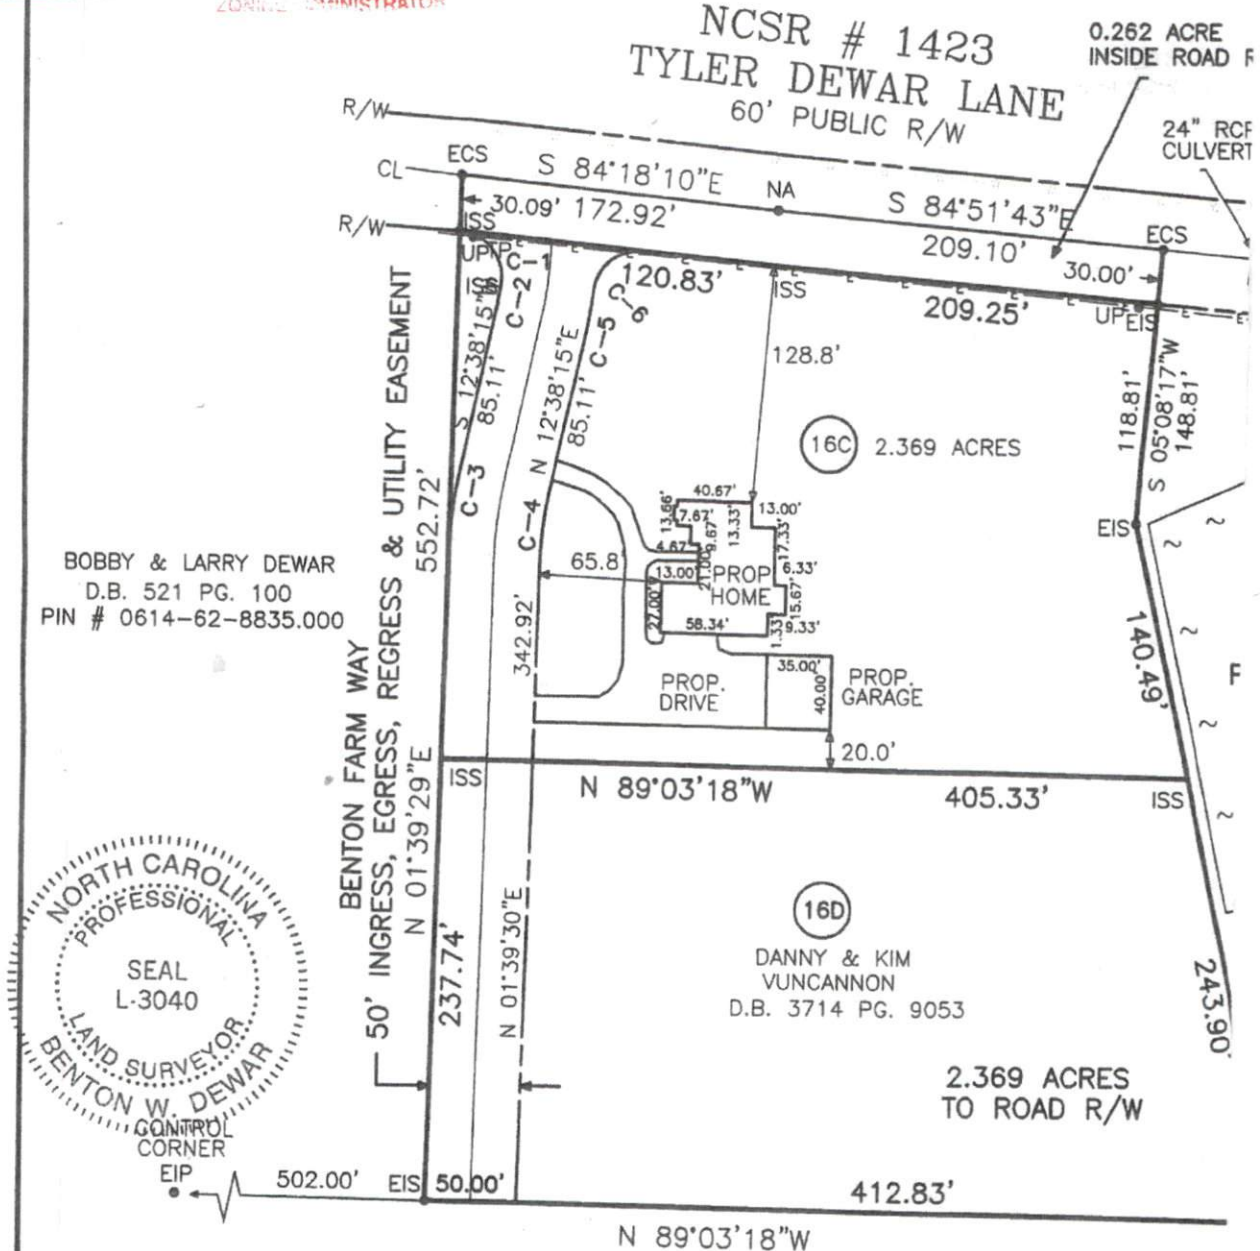 ZONING ADMINISTRATOR
NCSR # 1423
TYLER DEWAR LANE
60' PUBLIC R/W
0.262 ACRE
INSIDE ROAD R
24" RCP
CULVERT
R/W
CL
ECS
S 84°18'10"E
NA
S 84°51'43"E
ECS
30.09'
172.92'
209.10'
30.00'
R/W
ISS
UP
C-1
120.83'
ISS
209.25'
UP
EIS
C-2
C-6
C-5
S 12°38'15"W
85.11'
N 12°38'15"E
85.11'
128.8'
118.81'
S 05°08'17"W
148.81'
16C
2.369 ACRES
C-3
C-4
EIS
40.67'
13.66'
7.67'
13.33'
13.00'
9.67'
17.33'
4.67'
65.8'
13.00'
21.00'
6.33'
PROP
HOME
27.00'
58.34'
15.67'
1.33'
9.33'
35.00'
40.00'
PROP.
DRIVE
PROP.
GARAGE
20.0'
140.49'
F
BOBBY & LARRY DEWAR
D.B. 521 PG. 100
PIN # 0614-62-8835.000
BENTON FARM WAY
50' INGRESS, EGRESS, REGRESS & UTILITY EASEMENT
N 01°39'29"E
552.72'
342.92'
ISS
N 89°03'18"W
405.33'
ISS
16D
DANNY & KIM
VUNCANNON
D.B. 3714 PG. 9053
237.74'
N 01°39'30"E
243.90'
2.369 ACRES
TO ROAD R/W
NORTH CAROLINA
PROFESSIONAL
SEAL
L-3040
LAND SURVEYOR
BENTON W. DEWAR
CONTROL
CORNER
EIP
502.00'
EIS
50.00'
412.83'
N 89°03'18"W